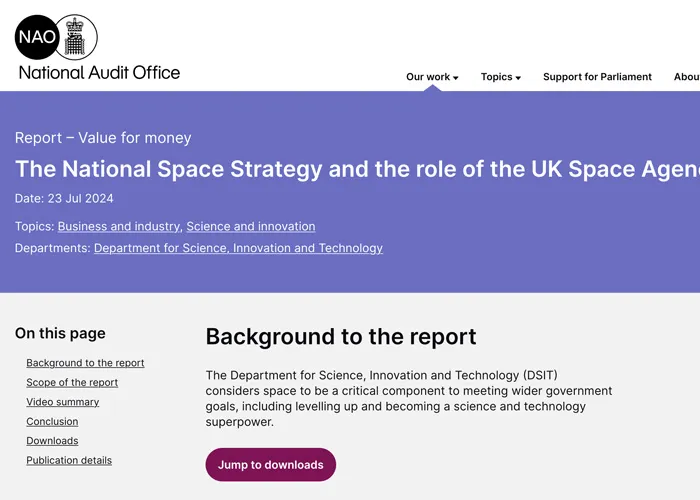 NAO
National Audit Office
Our work
Topics
Support for Parliament
Report – Value for money
The National Space Strategy and the role of the UK Space
Date: 23 Jul 2024
Topics: Business and industry, Science and innovation
Departments: Department for Science, Innovation and Technology
On this page
Background to the report
Scope of the report
Video summary
Conclusion
Downloads
Publication details
Background to the report
The Department for Science, Innovation and Technology (DSIT)
considers space to be a critical component to meeting wider government
goals, including levelling up and becoming a science and technology
superpower.
Jump to downloads